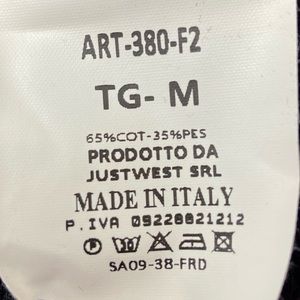 ART-380-F2
TG- M
65%COT-35%PES
PRODOTTO DA
JUSTWEST SRL
MADE IN ITALY
P.IVA 09228821212
SA09-38-FRD